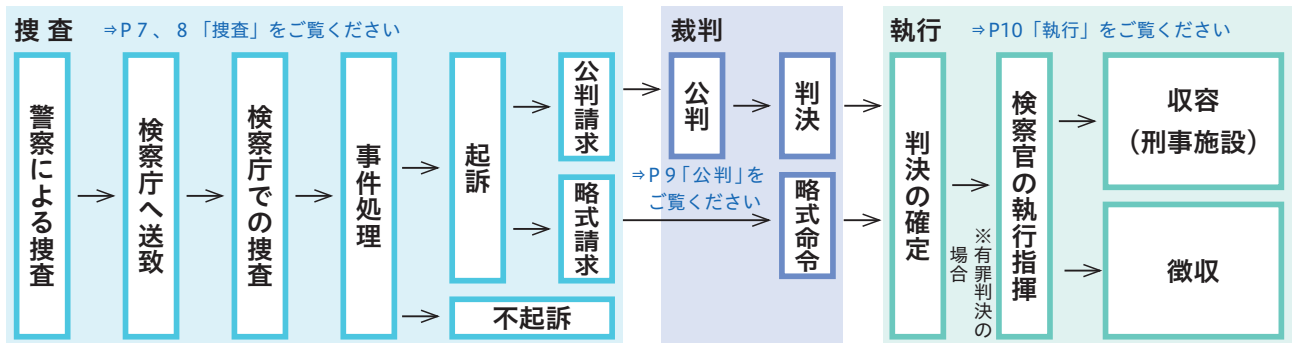 捜査
⇒P７、８「捜査」をご覧ください
警察による捜査
検察庁へ送致
検察庁での捜査
事件処理
起訴
公判請求
略式請求
不起訴
裁判
公判
判決
⇒P９「公判」を
ご覧ください
略式命令
執行
⇒P10「執行」をご覧ください
判決の確定
※有罪判決の
場合
検察官の執行指揮
収容
（刑事施設）
徴収